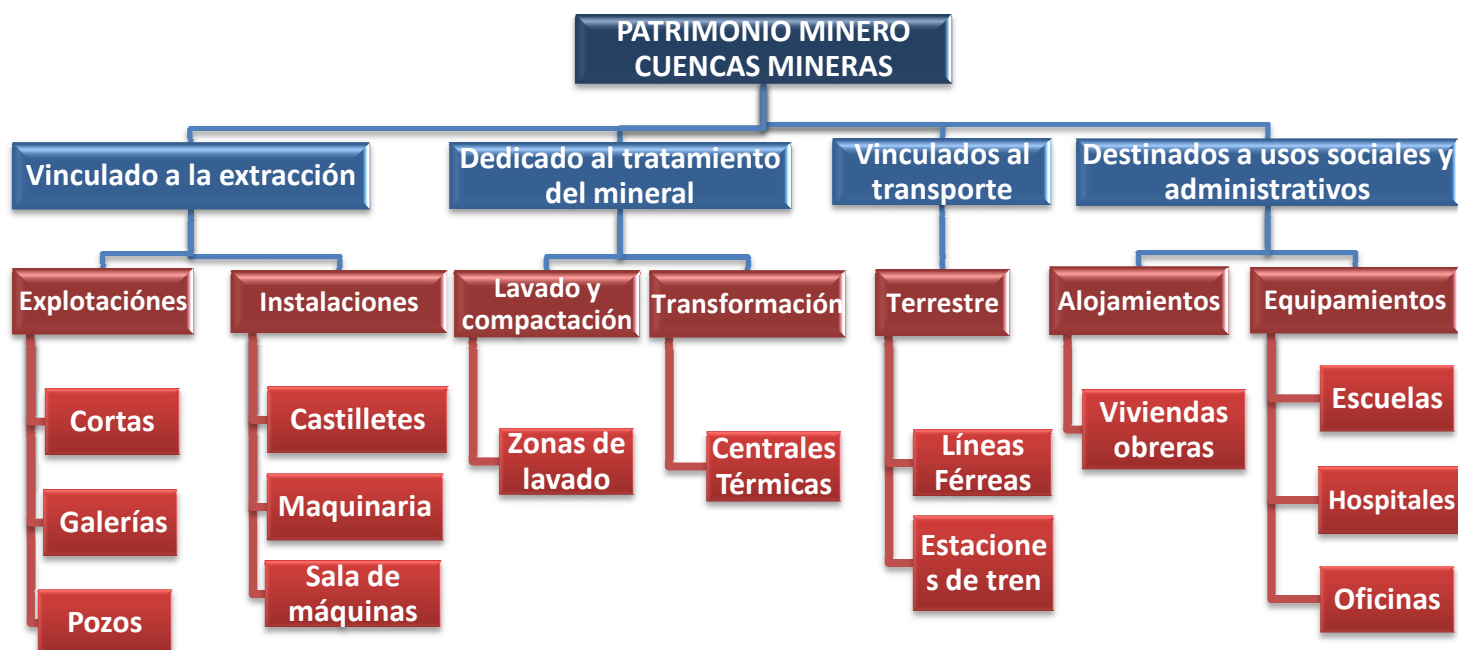 PATRIMONIO MINERO
CUENCAS MINERAS
Vinculado a la extracción
Dedicado al tratamiento
del mineral
Vinculados al
transporte
Destinados a usos sociales y
administrativos
Explotaciónes
Instalaciones
Lavado y
compactación
Transformación
Terrestre
Alojamientos
Equipamientos
Cortas
Galerías
Pozos
Castilletes
Maquinaria
Sala de
máquinas
Zonas de
lavado
Centrales
Térmicas
Líneas
Férreas
Estacione
s de tren
Viviendas
obreras
Escuelas
Hospitales
Oficinas